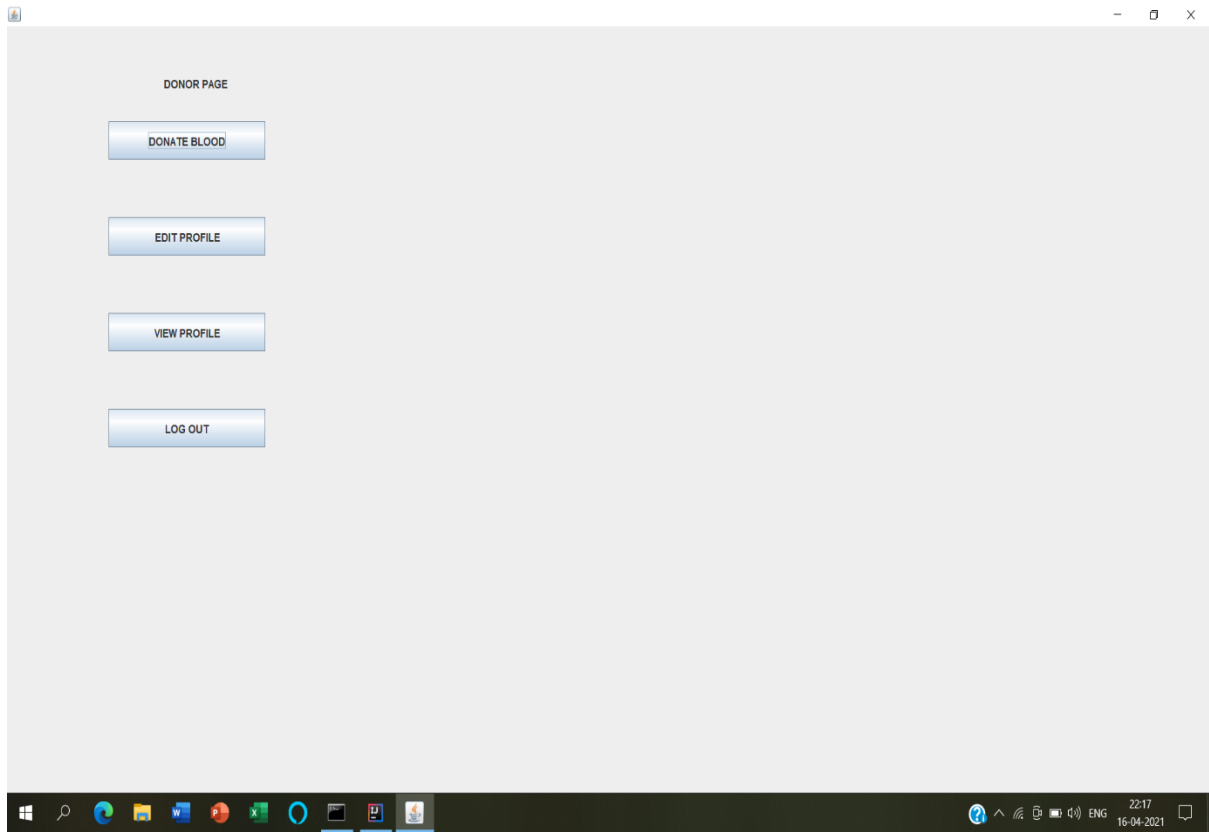 DONOR PAGE
DONATE BLOOD
EDIT PROFILE
VIEW PROFILE
LOG OUT
ENG
22:17
16-04-2021